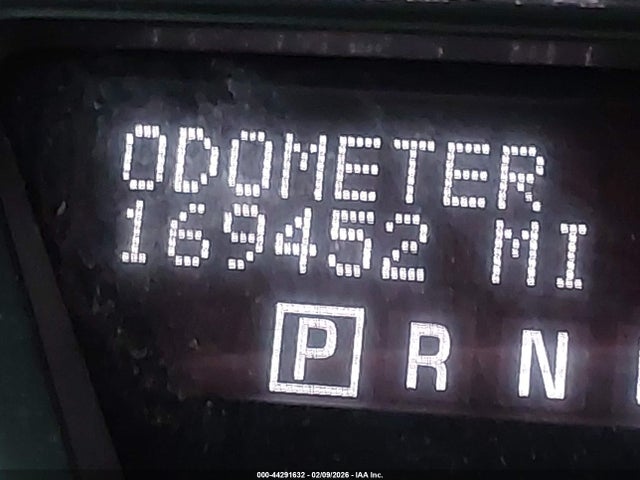 ODOMETER
169452 MI
P R N
000-44291632 - 02/09/2026 - IAA Inc.